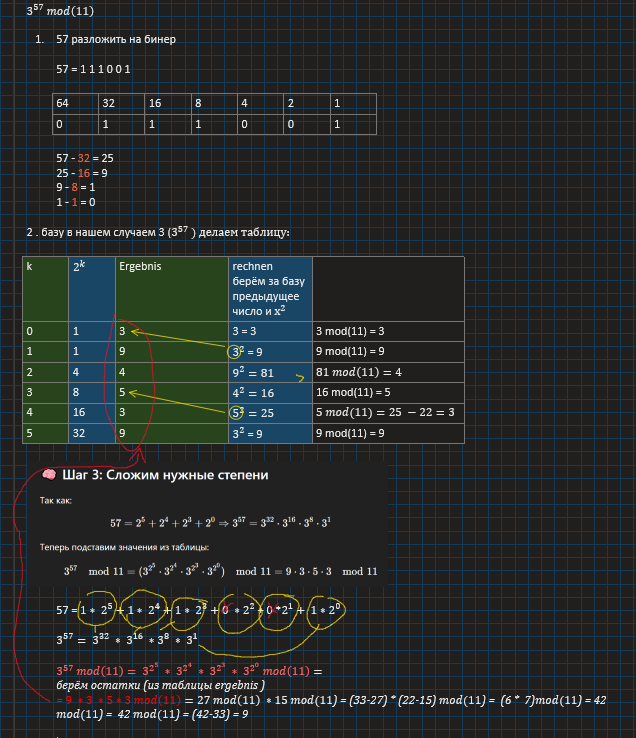 3^57 mod(11)
1. 57 разложить на бинер
57 = 1 1 1 0 0 1
64 32 16 8 4 2 1
0 1 1 1 0 0 1
57 - 32 = 25
25 - 16 = 9
9 - 8 = 1
1 - 1 = 0
2 . базу в нашем случаем 3 (3^57 ) делаем таблицу:
k 2^k Ergebnis rechnen
берём за базу
предыдущее
число и x^2
0 1 3 3 = 3 3 mod(11) = 3
1 1 9 3^2 = 9 9 mod(11) = 9
2 4 4 9^2 = 81 81 mod(11) = 4
3 8 5 4^2 = 16 16 mod(11) = 5
4 16 3 5^2 = 25 5 mod(11) = 25 − 22 = 3
5 32 9 3^2 = 9 9 mod(11) = 9
🧠 Шаг 3: Сложим нужные степени
Так как:
57 = 2^5 + 2^4 + 2^3 + 2^0 ⇒ 3^57 = 3^32 · 3^16 · 3^8 · 3^1
Теперь подставим значения из таблицы:
3^57 mod 11 = (3^2^5 · 3^2^4 · 3^2^3 · 3^2^0) mod 11 = 9 · 3 · 5 · 3 mod 11
57 = 1 * 2^5 + 1 * 2^4 + 1 * 2^3 + 0 * 2^2 + 0 * 2^1 + 1 * 2^0
3^57 = 3^32 * 3^16 * 3^8 * 3^1
3^57 mod(11) = 3^2^5 * 3^2^4 * 3^2^3 * 3^2^0 mod(11) =
берём остатки (из таблицы ergebnis )
= 9 * 3 * 5 * 3 mod(11) = 27 mod(11) * 15 mod(11) = (33-27) * (22-15) mod(11) = (6 * 7)mod(11) = 42
mod(11) = 42 mod(11) = (42-33) = 9